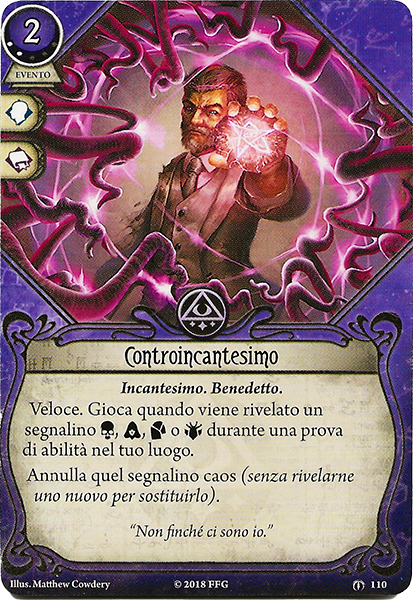 2
EVENTO
Controincantesimo
Incantesimo. Benedetto.
Veloce. Gioca quando viene rivelato un
segnalino , , o durante una prova
di abilità nel tuo luogo.
Annulla quel segnalino caos (senza rivelarne
uno nuovo per sostituirlo).
“Non finché ci sono io.”
Illus. Matthew Cowdery © 2018 FFG 110